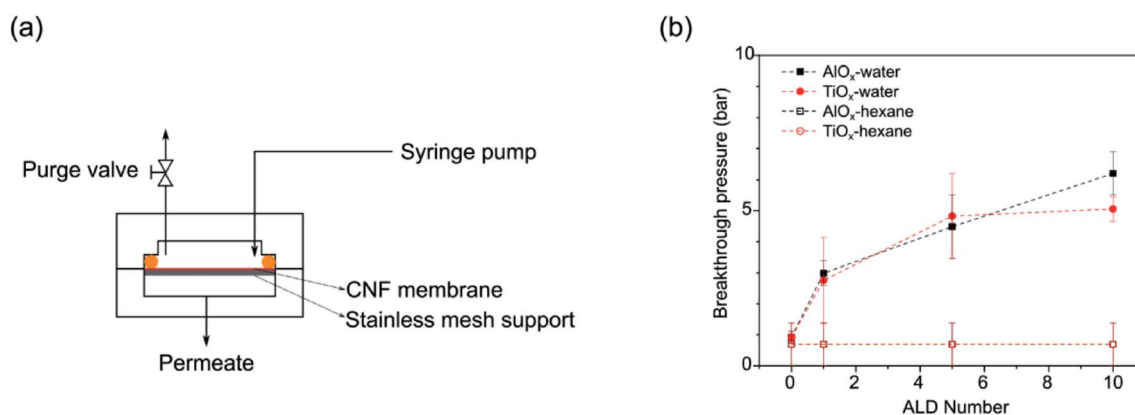 (a)
Purge valve
Syringe pump
CNF membrane
Stainless mesh support
Permeate
(b)
Breakthrough pressure (bar)
10
5
0
AlOₓ-water
TiOₓ-water
AlOₓ-hexane
TiOₓ-hexane
0 2 4 6 8 10
ALD Number